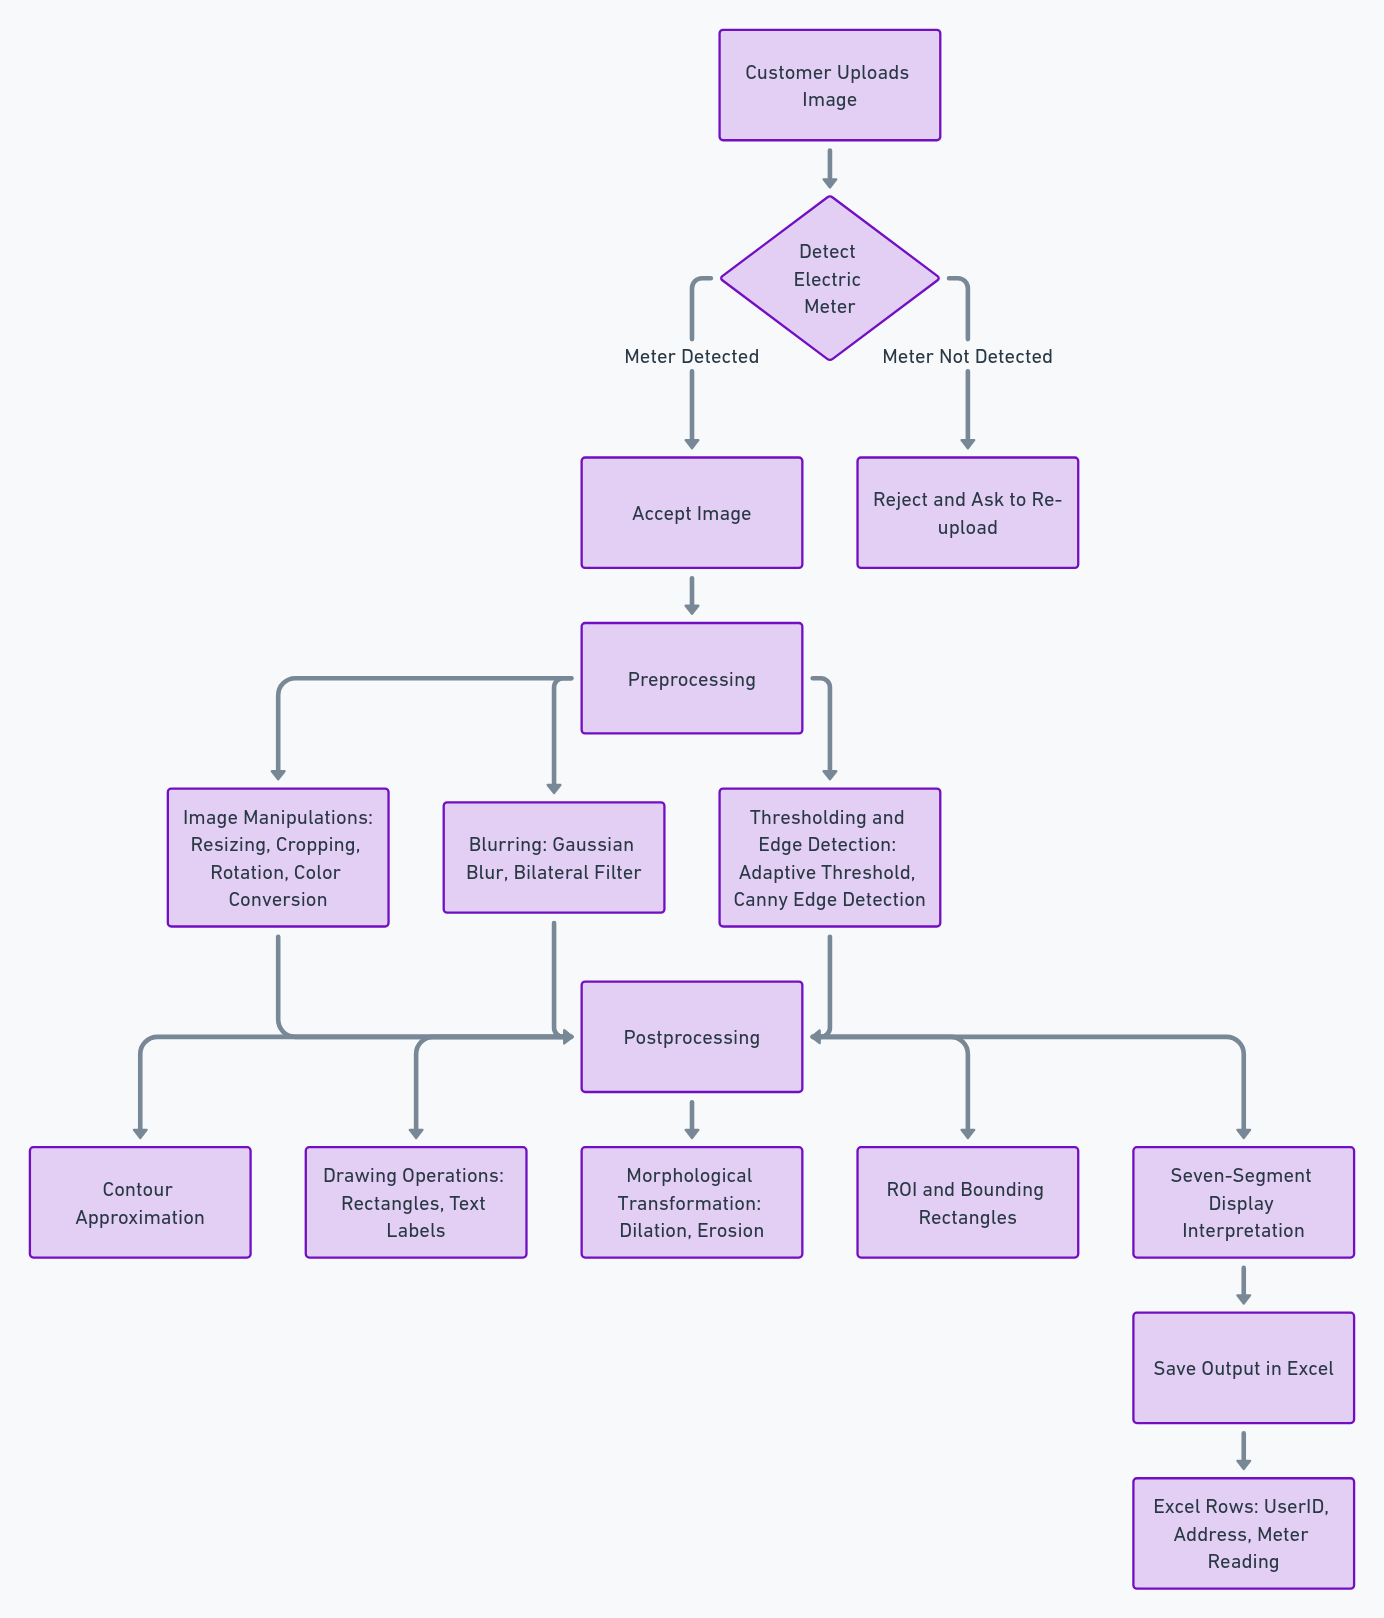 Customer Uploads
Image
Detect
Electric
Meter
Meter Detected
Meter Not Detected
Accept Image
Reject and Ask to Re-
upload
Preprocessing
Image Manipulations:
Resizing, Cropping,
Rotation, Color
Conversion
Blurring: Gaussian
Blur, Bilateral Filter
Thresholding and
Edge Detection:
Adaptive Threshold,
Canny Edge Detection
Postprocessing
Contour
Approximation
Drawing Operations:
Rectangles, Text
Labels
Morphological
Transformation:
Dilation, Erosion
ROI and Bounding
Rectangles
Seven-Segment
Display
Interpretation
Save Output in Excel
Excel Rows: UserID,
Address, Meter
Reading